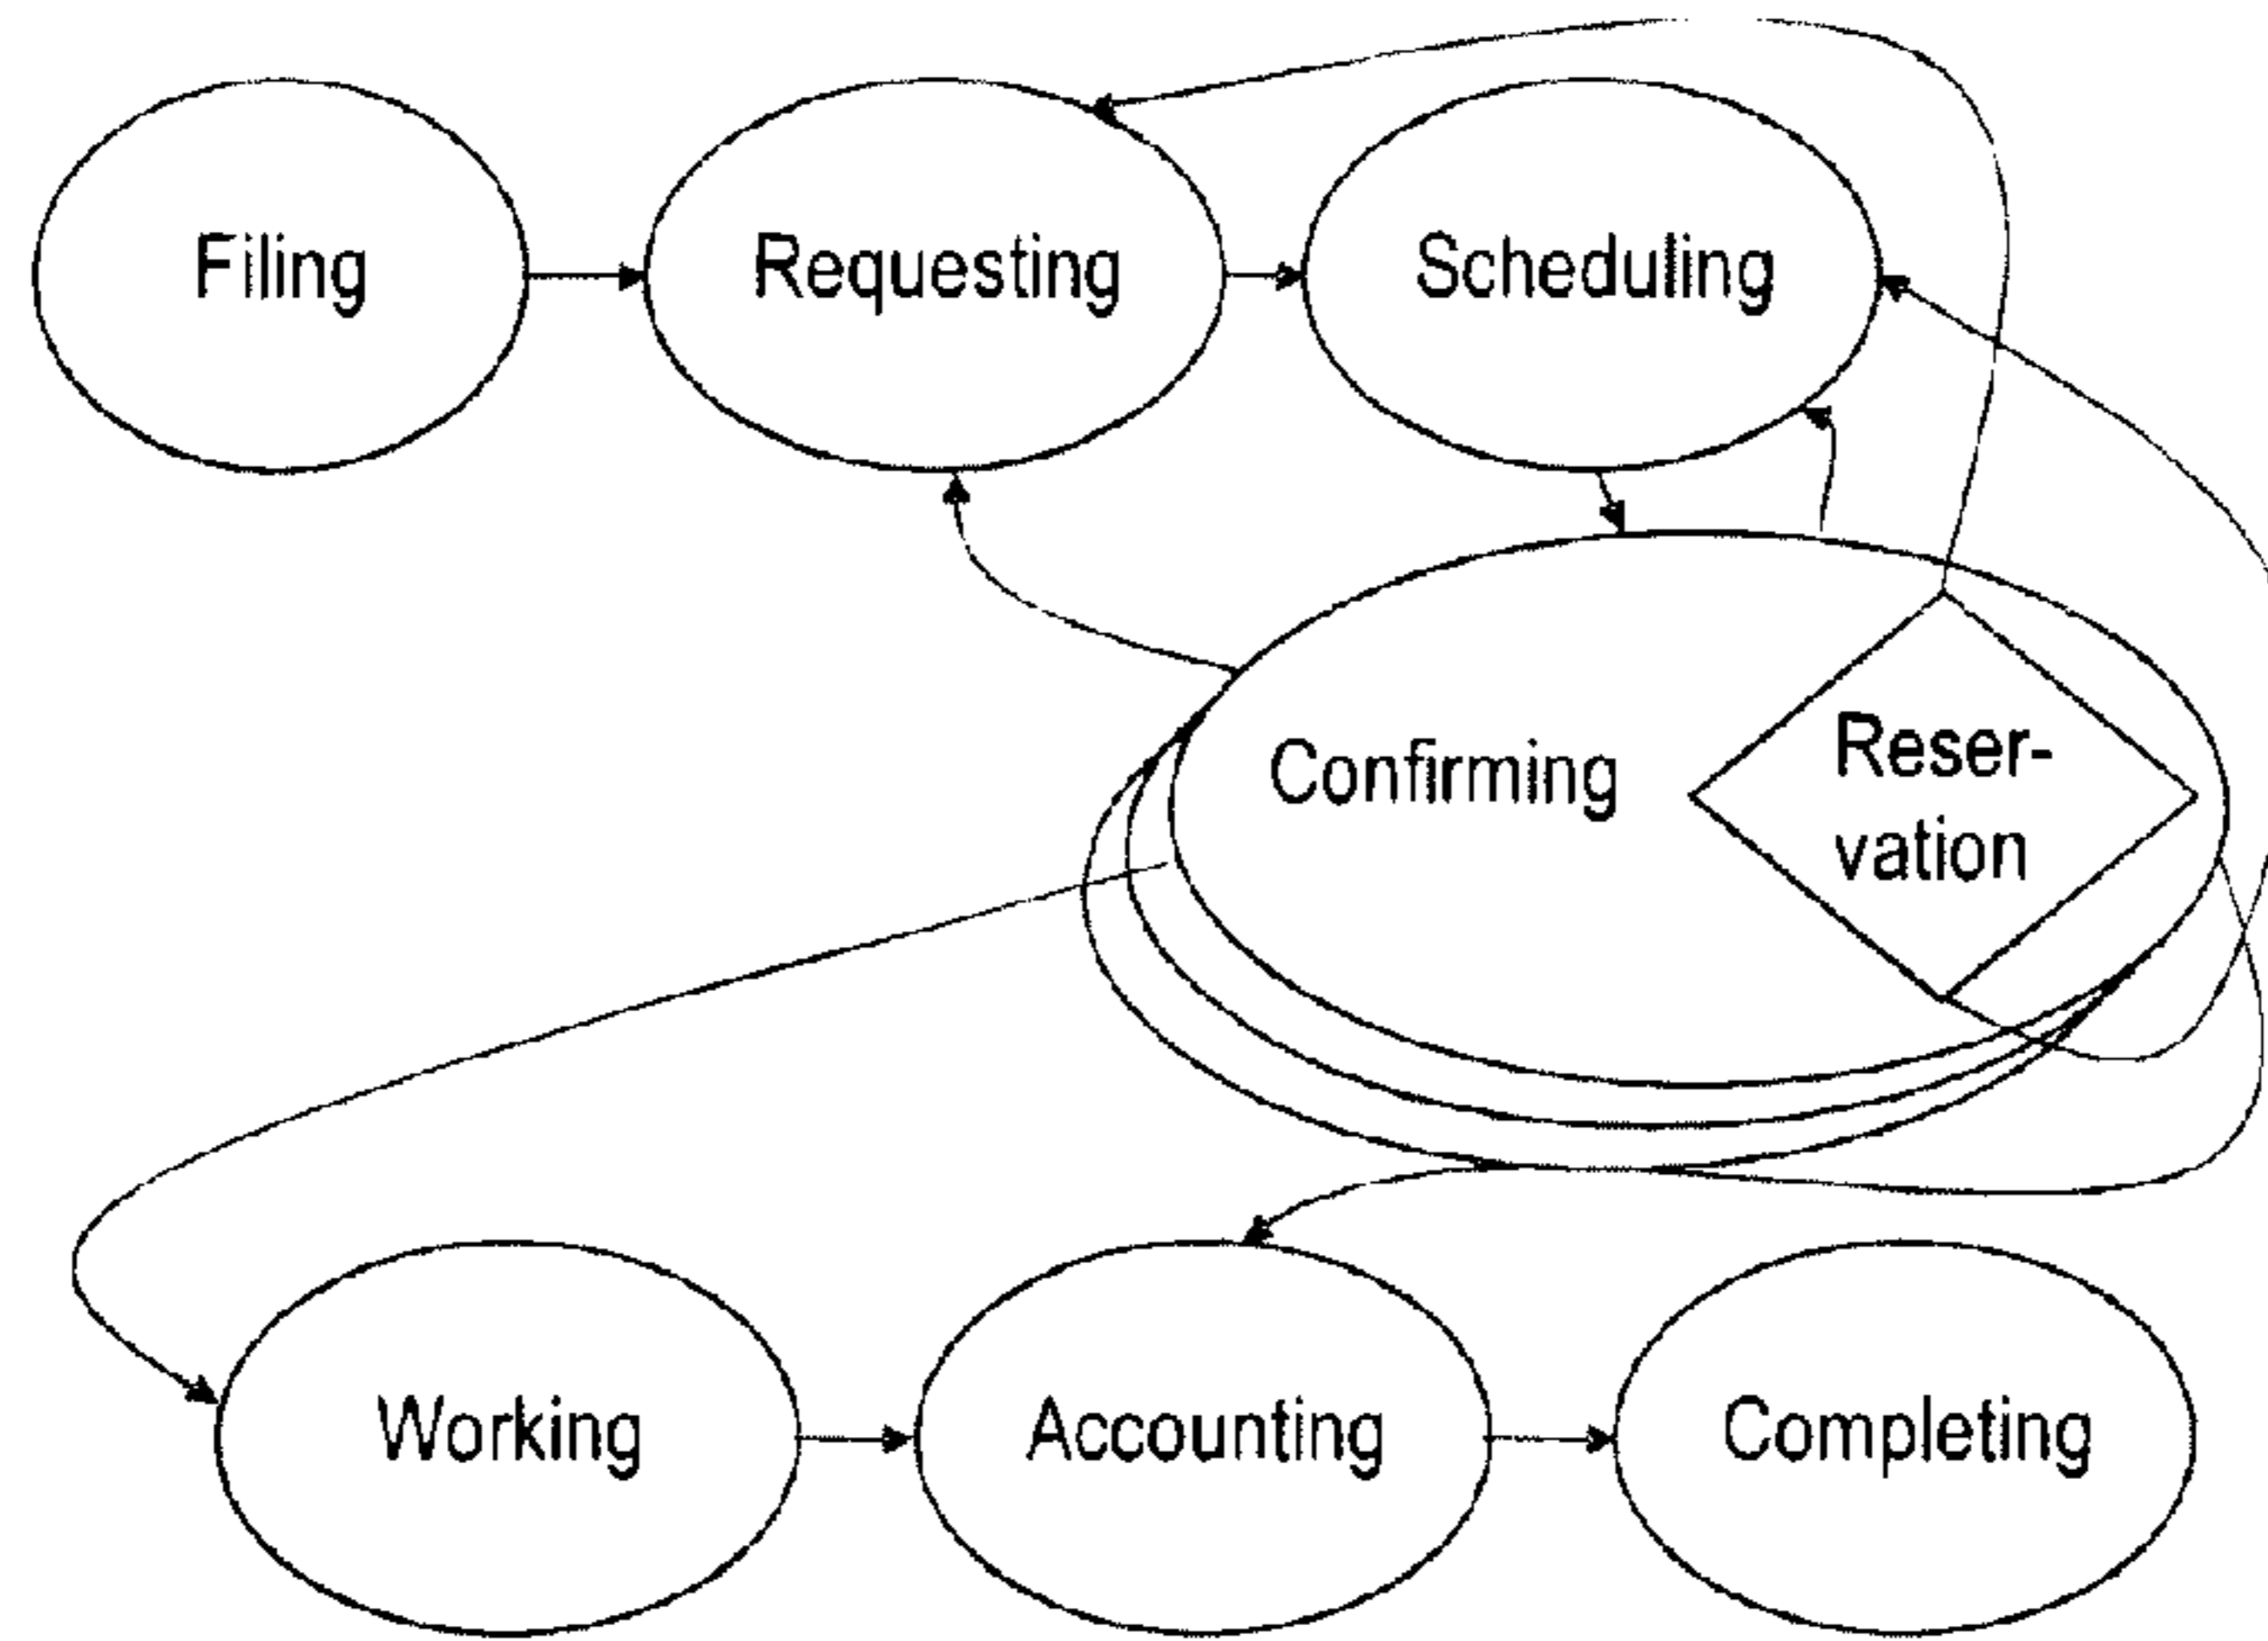 Filing
Requesting
Scheduling
Confirming
Reser-
vation
Working
Accounting
Completing